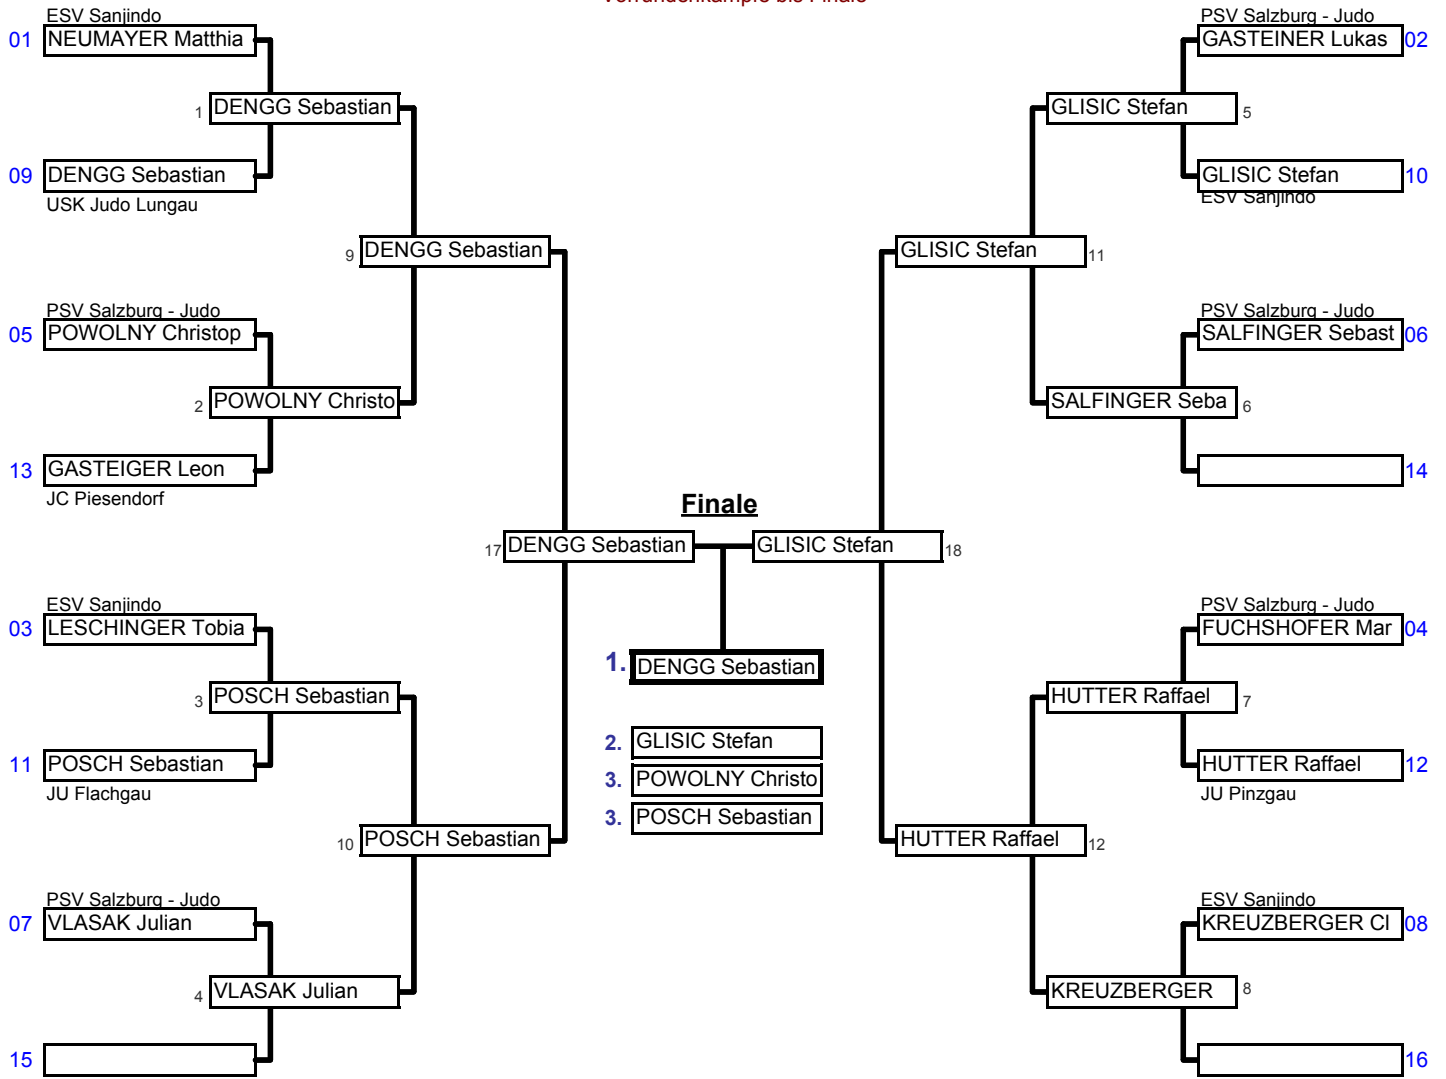 Vorrundenkämpfe bis Finale
ESV Sanjindo
01 NEUMAYER Matthia
1 DENGG Sebastian
09 DENGG Sebastian
USK Judo Lungau
9 DENGG Sebastian
PSV Salzburg - Judo
05 POWOLNY Christop
2 POWOLNY Christo
13 GASTEIGER Leon
JC Piesendorf
17 DENGG Sebastian
ESV Sanjindo
03 LESCHINGER Tobia
3 POSCH Sebastian
11 POSCH Sebastian
JU Flachgau
10 POSCH Sebastian
PSV Salzburg - Judo
07 VLASAK Julian
4 VLASAK Julian
15
Finale
1. DENGG Sebastian
2. GLISIC Stefan
3. POWOLNY Christo
3. POSCH Sebastian
PSV Salzburg - Judo
GASTEINER Lukas 02
GLISIC Stefan 5
GLISIC Stefan 10
ESV Sanjindo
GLISIC Stefan 11
PSV Salzburg - Judo
SALFINGER Sebast 06
SALFINGER Seba 6
14
GLISIC Stefan 18
PSV Salzburg - Judo
FUCHSHOFER Mar 04
HUTTER Raffael 7
HUTTER Raffael 12
JU Pinzgau
HUTTER Raffael 12
ESV Sanjindo
KREUZBERGER Cl 08
KREUZBERGER 8
16